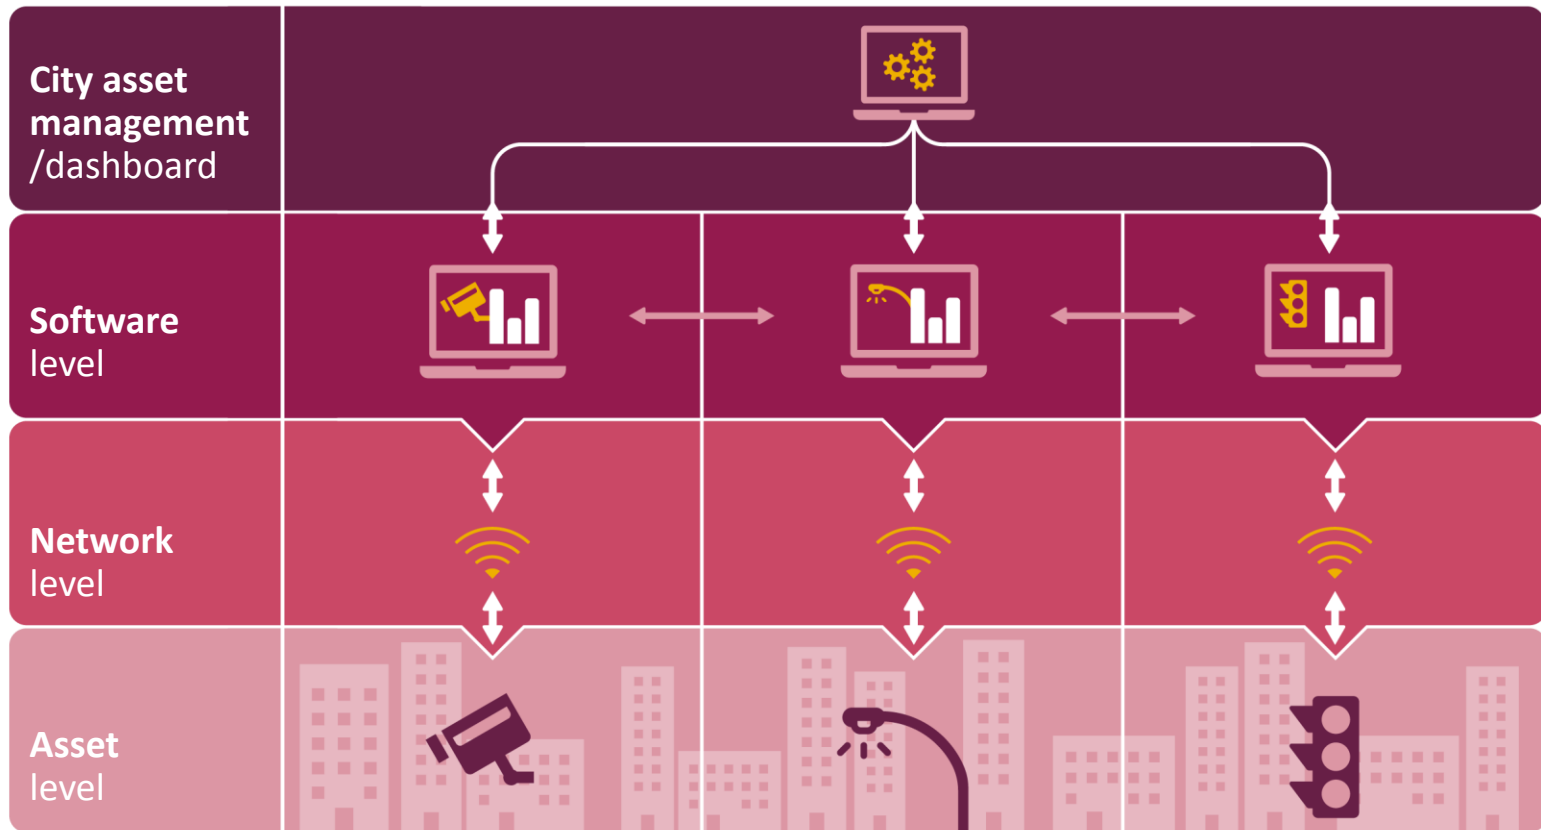 City asset
management
/dashboard
Software
level
Network
level
Asset
level